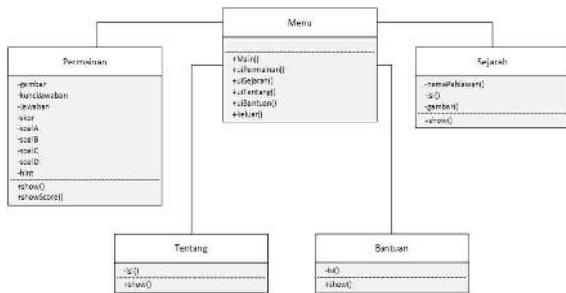 Menu
+Main()
+uiPermainan()
+uiSejarah()
+uiTentang()
+uiBantuan()
+keluar()
Permainan
-gambar
-kunciJawaban
-Jawaban
-skor
-soalA
-soalB
-soalC
-soalD
-hint
+show()
+showScore()
Sejarah
-namaPahlawan()
-isi()
-gambar()
+show()
Tentang
-isi()
+show()
Bantuan
+show()